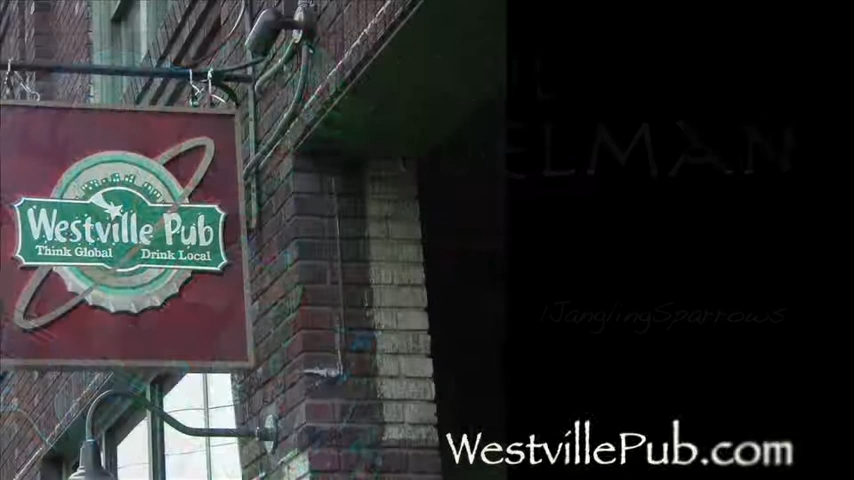 Westville Pub
Think Global Drink Local
ELMAN
/JanglingSparrows
WestvillePub.com